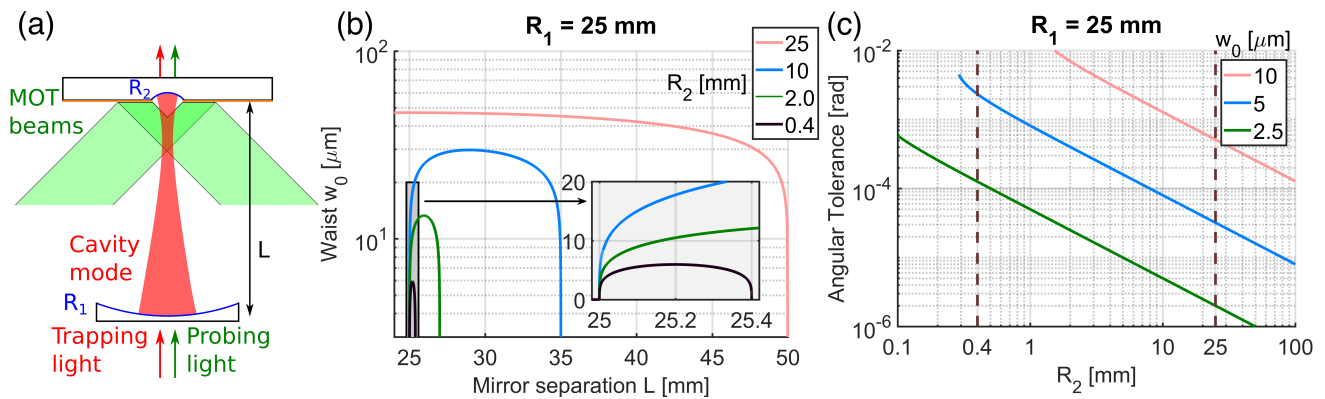 (a)
R₂
MOT
beams
Cavity
mode
L
R₁
Trapping
light
Probing
light
(b)
R₁ = 25 mm
Waist w₀ [μm]
10²
10¹
R₂ [mm]
25
10
2.0
0.4
20
10
0
25
25.2
25.4
25
30
35
40
45
50
Mirror separation L [mm]
(c)
R₁ = 25 mm
Angular Tolerance [rad]
10⁻²
10⁻⁴
10⁻⁶
w₀ [μm]
10
5
2.5
0.1
0.4
1
10
25
100
R₂ [mm]